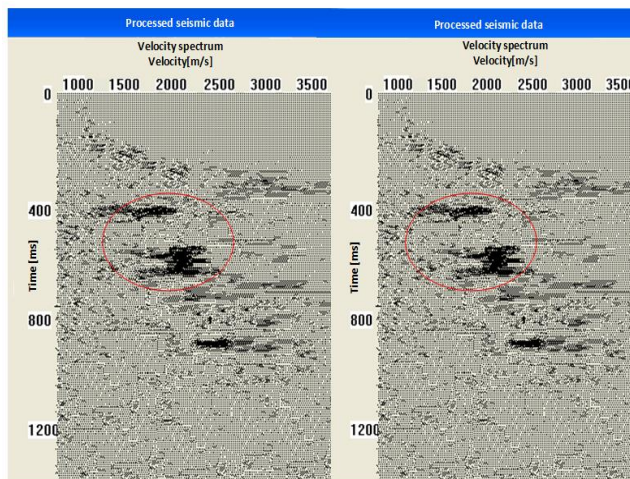 Processed seismic data
Velocity spectrum
Velocity[m/s]
1000 1500 2000 2500 3000 3500
0
400
800
1200
Time [ms]
Processed seismic data
Velocity spectrum
Velocity[m/s]
1000 1500 2000 2500 3000 3500
0
400
800
1200
Time [ms]